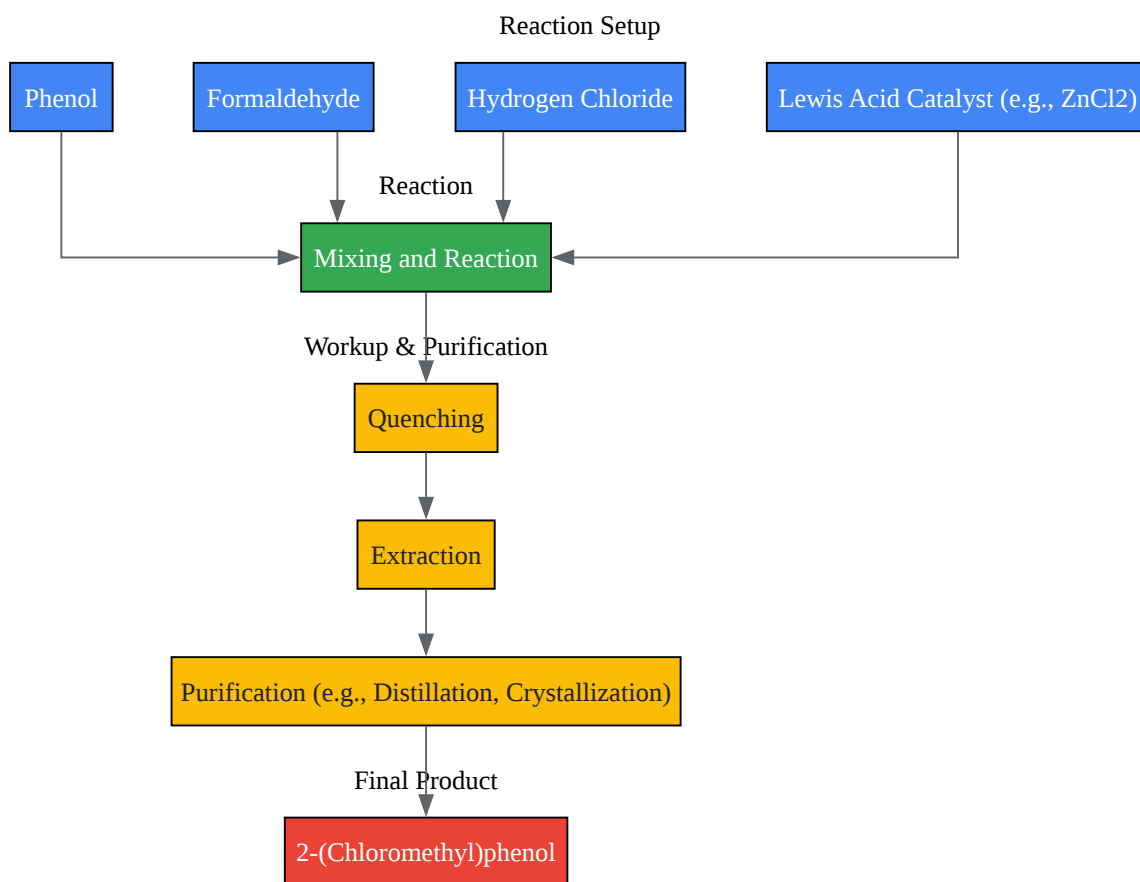 Reaction Setup
Phenol
Formaldehyde
Hydrogen Chloride
Lewis Acid Catalyst (e.g., ZnCl2)
Reaction
Mixing and Reaction
Workup & Purification
Quenching
Extraction
Purification (e.g., Distillation, Crystallization)
Final Product
2-(Chloromethyl)phenol